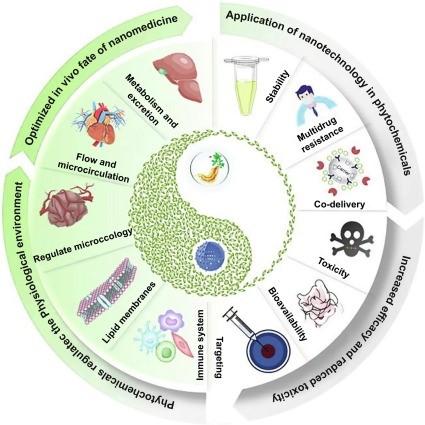 Application of nanotechnology in phytochemicals
Increased efficacy and reduced toxicity
Phytochemicals regulatec the Physiological environment
Optimized in vivo fate of nanomedicine
Stability
Multidrug
resistance
Co-delivery
Toxicity
Bioavailability
Targeting
Immune system
Lipid membranes
Regulate microccology
Flow and
microcirculation
Metabolism and
excretion